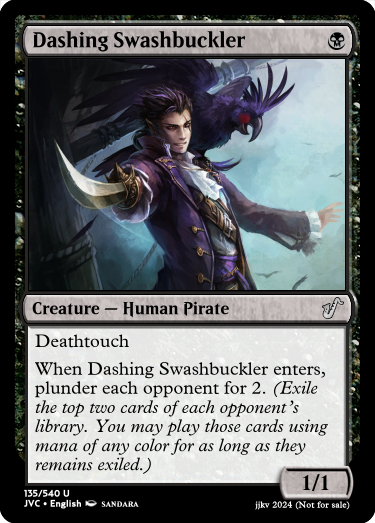 Dashing Swashbuckler
Creature — Human Pirate
Deathtouch
When Dashing Swashbuckler enters,
plunder each opponent for 2. (Exile
the top two cards of each opponent's
library. You may play those cards using
mana of any color for as long as they
remains exiled.)
1/1
135/540 U
JVC • English SANDARA
jjkv 2024 (Not for sale)